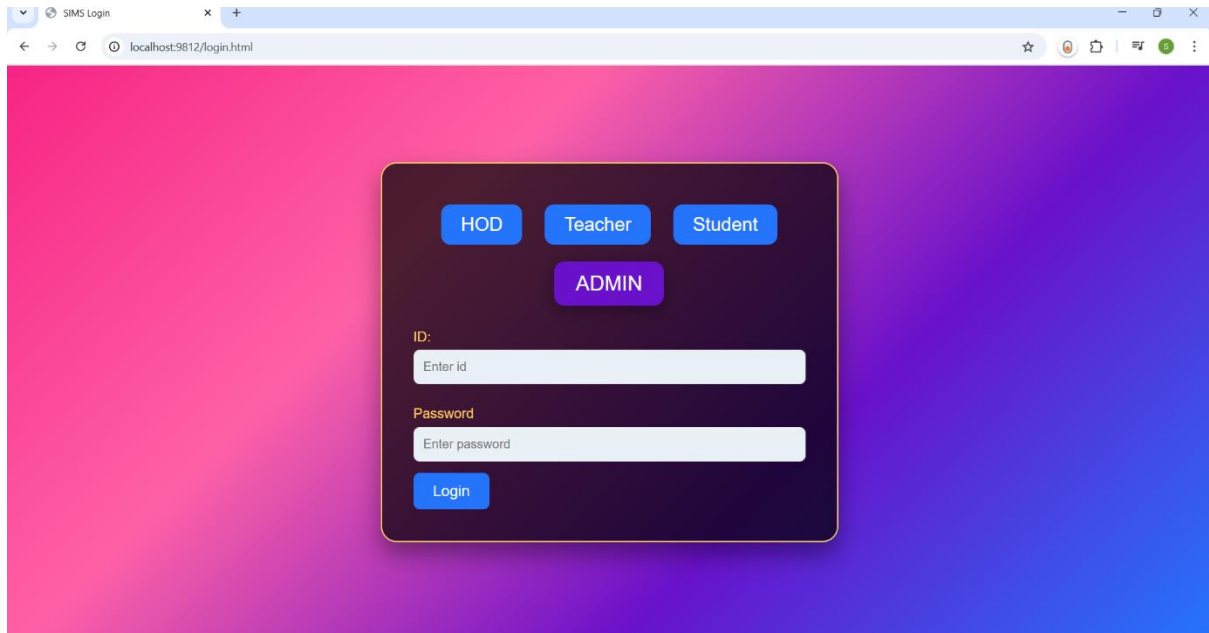 SIMS Login
localhost:9812/login.html
S
HOD Teacher Student
ADMIN
ID:
Enter id
Password
Enter password
Login